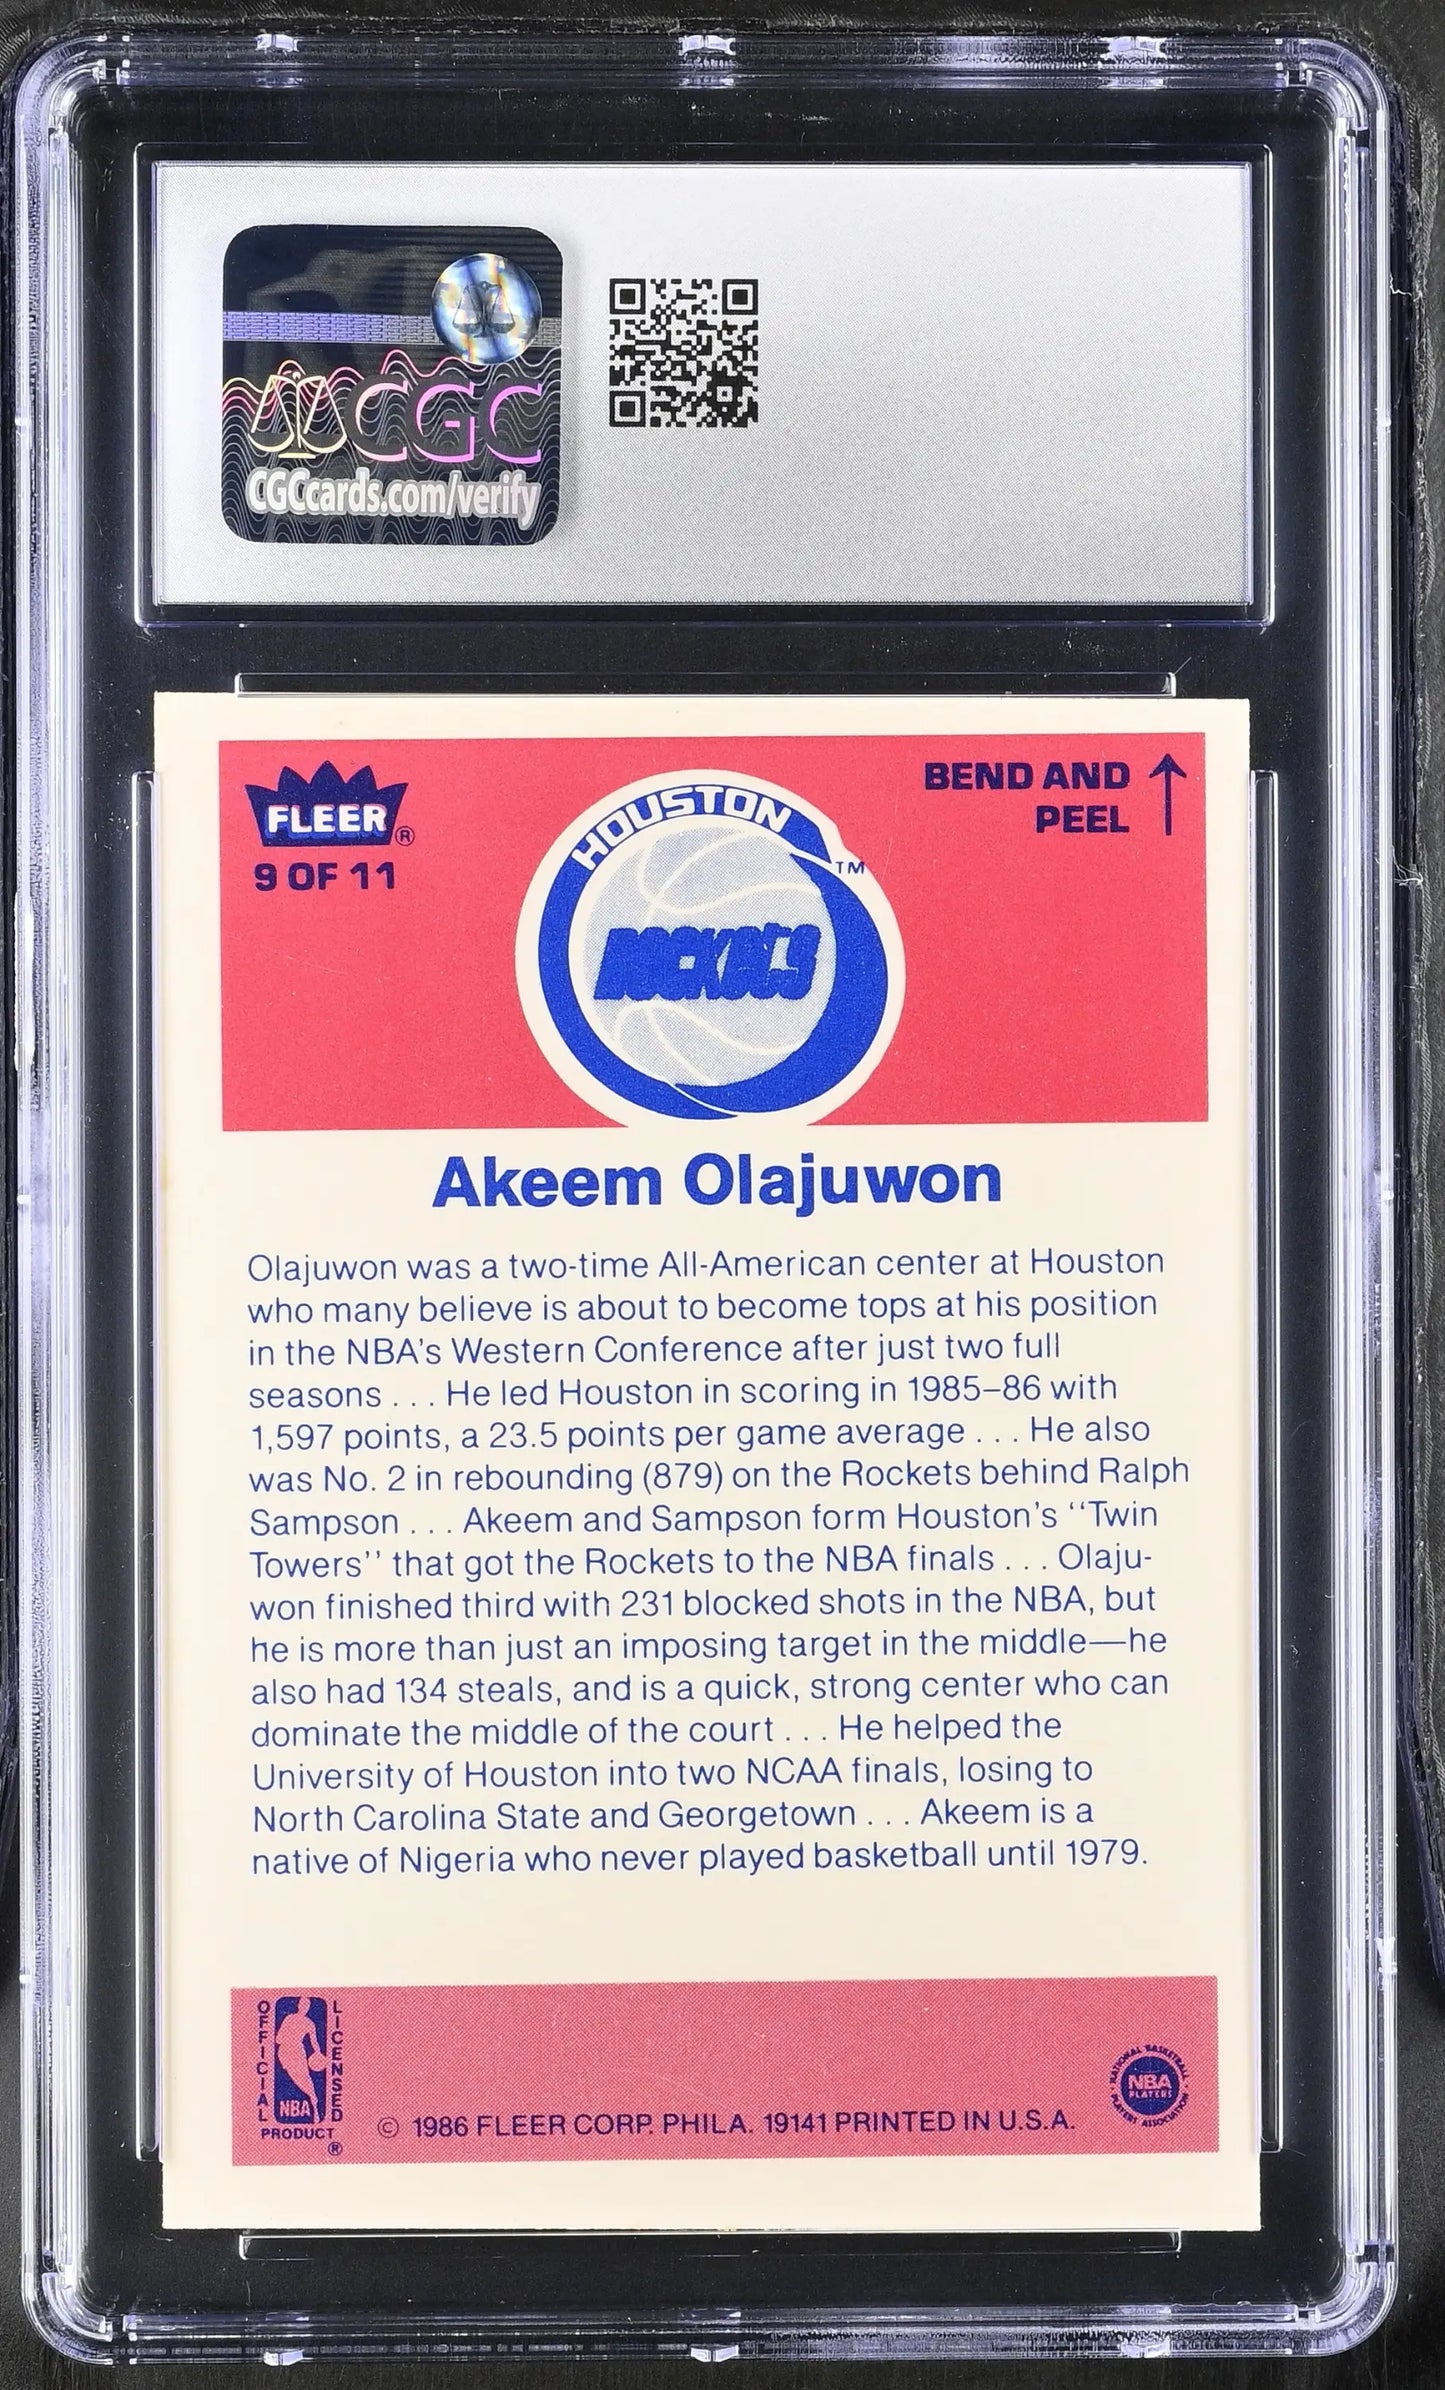 CGC
CGCcards.com/verify
FLEER®
9 OF 11
BEND AND
PEEL
HOUSTON
TM
ROCKETS
Akeem Olajuwon
Olajuwon was a two-time All-American center at Houston
who many believe is about to become tops at his position
in the NBA's Western Conference after just two full
seasons . . . He led Houston in scoring in 1985–86 with
1,597 points, a 23.5 points per game average . . . He also
was No. 2 in rebounding (879) on the Rockets behind Ralph
Sampson . . . Akeem and Sampson form Houston's ‘‘Twin
Towers’’ that got the Rockets to the NBA finals . . . Olaju-
won finished third with 231 blocked shots in the NBA, but
he is more than just an imposing target in the middle—he
also had 134 steals, and is a quick, strong center who can
dominate the middle of the court . . . He helped the
University of Houston into two NCAA finals, losing to
North Carolina State and Georgetown . . . Akeem is a
native of Nigeria who never played basketball until 1979.
OFFICIAL
LICENSED
NBA
PRODUCT
®
© 1986 FLEER CORP. PHILA. 19141 PRINTED IN U.S.A.
NATIONAL BASKETBALL
NBA
PLAYERS
PLAYERS ASSOCIATION